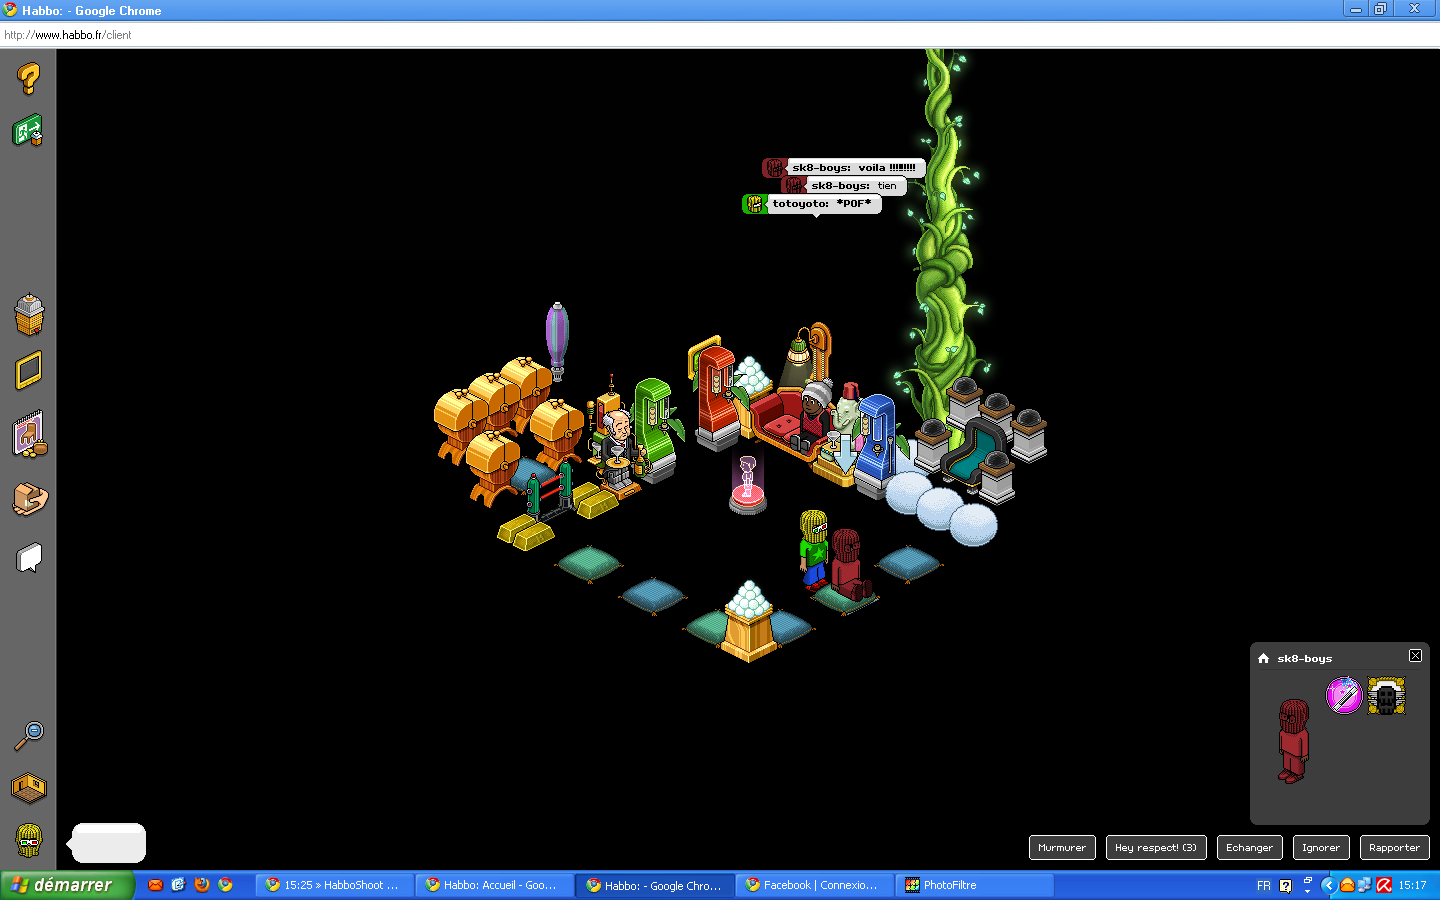 Habbo: - Google Chrome
http://www.habbo.fr/client
sk8-boys: voila !!!!!!!!!
sk8-boys: tien
totoyoto: *POF*
sk8-boys
Murmurer
Hey respect! (3)
Echanger
Ignorer
Rapporter
démarrer
15:25 » HabboShoot ...
Habbo: Accueil - Goo...
Habbo: - Google Chro...
Facebook | Connexio...
PhotoFiltre
FR
15:17